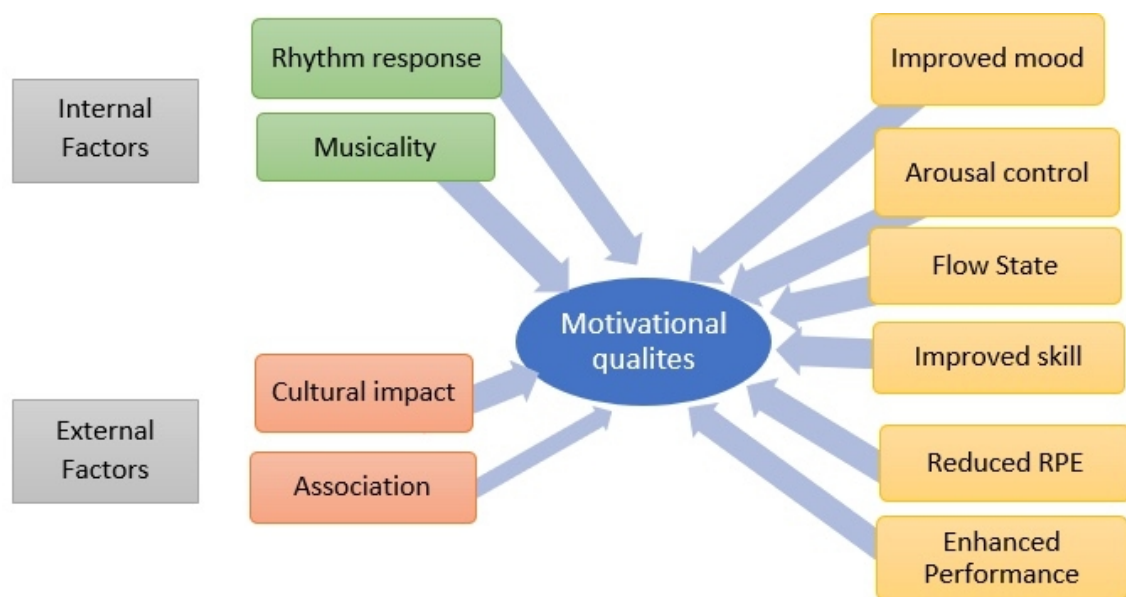 Internal
Factors
Rhythm response
Musicality
External
Factors
Cultural impact
Association
Motivational
qualites
Improved mood
Arousal control
Flow State
Improved skill
Reduced RPE
Enhanced
Performance